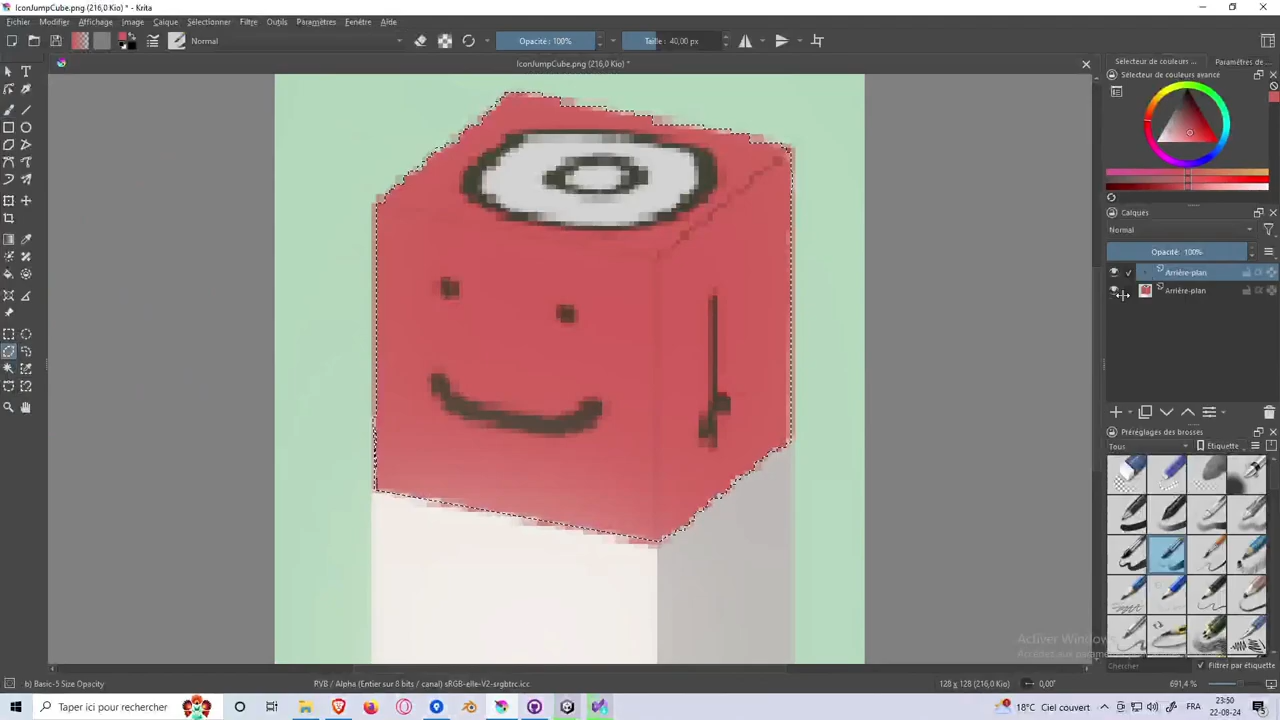 IconJumpCube.png (216,0 Kio) * - Krita
Fichier Modifier Affichage Image Calque Sélectionner Filtre Outils Paramètres Fenêtre Aide
Normal Opacité : 100% Taille : 40,00 px
IconJumpCube.png (216,0 Kio) *
Sélecteur de couleurs ... Paramètres de...
Sélecteur de couleurs avancé
Calques
Normal
Opacité: 100%
Arrière-plan
Arrière-plan
Préréglages des brosses
Tous Étiquette
Activer Windows
Accédez aux paramètres
Chercher Filtrer par étiquette
b) Basic-5 Size Opacity RVB / Alpha (Entier sur 8 bits / canal) sRGB-elle-V2-srgbtrc.icc 128 x 128 (216,0 Kio) 0,00° 691,4 %
Taper ici pour rechercher 18°C Ciel couvert 23:50
22-08-24